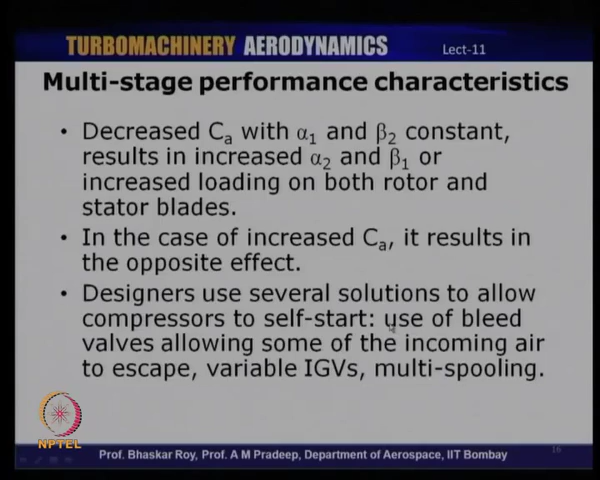 TURBOMACHINERY AERODYNAMICS
Lect-11
Multi-stage performance characteristics
• Decreased Ca with α1 and β2 constant,
results in increased α2 and β1 or
increased loading on both rotor and
stator blades.
• In the case of increased Ca, it results in
the opposite effect.
• Designers use several solutions to allow
compressors to self-start: use of bleed
valves allowing some of the incoming air
to escape, variable IGVs, multi-spooling.
NPTEL
Prof. Bhaskar Roy, Prof. A M Pradeep, Department of Aerospace, IIT Bombay
16